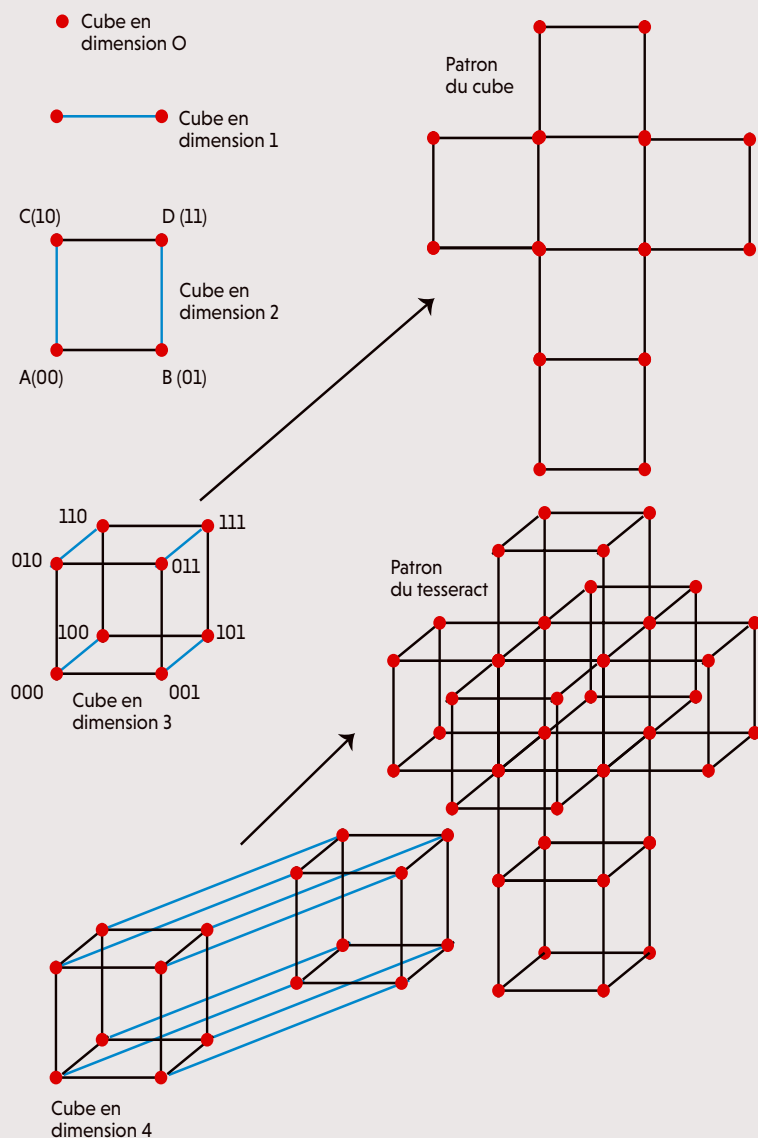 Cube en
dimension O
Cube en
dimension 1
C(10)
D (11)
Cube en
dimension 2
A(00)
B (01)
Patron
du cube
110
111
010
011
100
101
000
001
Cube en
dimension 3
Patron
du tesseract
Cube en
dimension 4